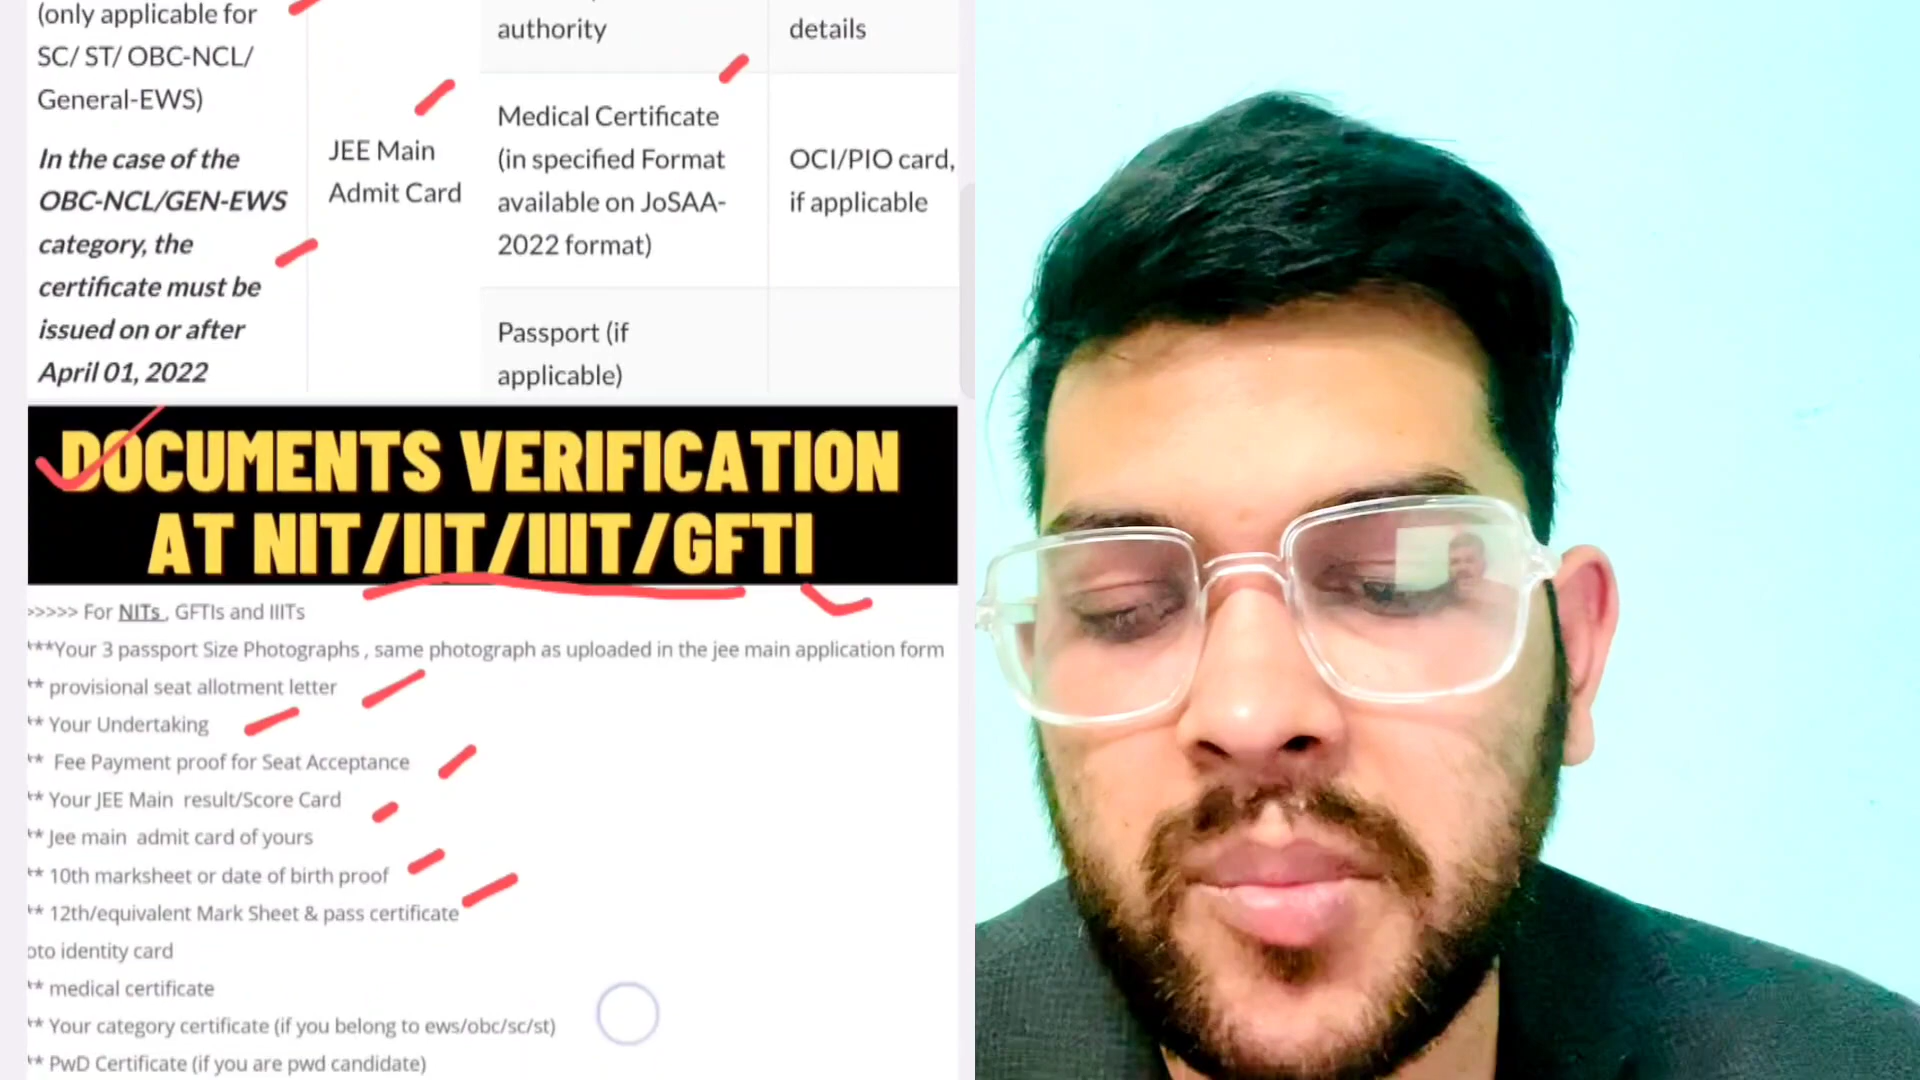 (only applicable for
SC/ ST/ OBC-NCL/
General-EWS)
In the case of the
OBC-NCL/GEN-EWS
category, the
certificate must be
issued on or after
April 01, 2022
JEE Main
Admit Card
authority
Medical Certificate
(in specified Format
available on JoSAA-
2022 format)
Passport (if
applicable)
details
OCI/PIO card,
if applicable
DOCUMENTS VERIFICATION
AT NIT/IIT/IIIT/GFTI
>>>>> For NITs , GFTIs and IIITs
***Your 3 passport Size Photographs , same photograph as uploaded in the jee main application form
** provisional seat allotment letter
** Your Undertaking
** Fee Payment proof for Seat Acceptance
** Your JEE Main result/Score Card
** Jee main admit card of yours
** 10th marksheet or date of birth proof
** 12th/equivalent Mark Sheet & pass certificate
oto identity card
** medical certificate
** Your category certificate (if you belong to ews/obc/sc/st)
** PwD Certificate (if you are pwd candidate)